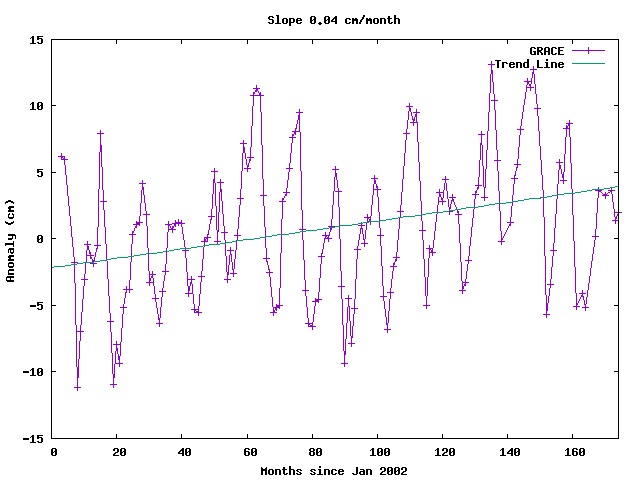 Slope 0.04 cm/month
15
GRACE
Trend Line
10
5
0
-5
-10
-15
Anomaly (cm)
0 20 40 60 80 100 120 140 160
Months since Jan 2002